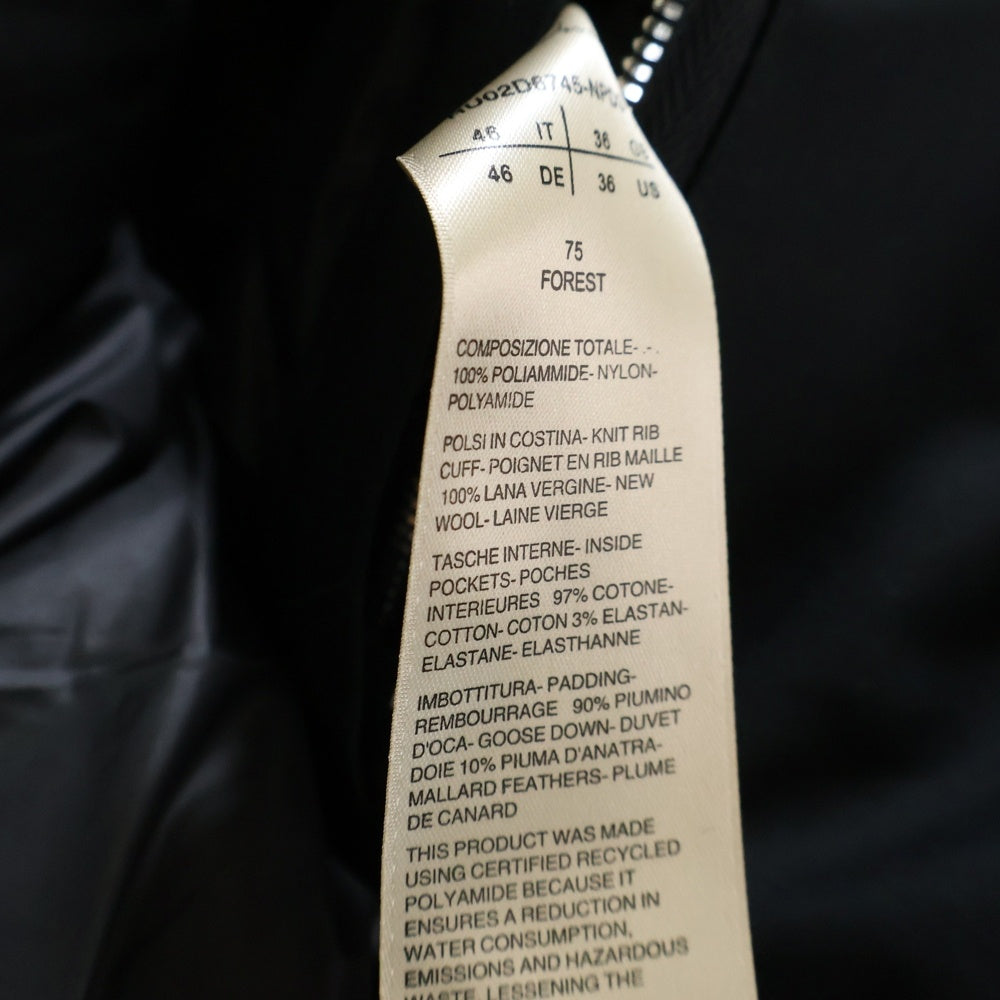 46 IT 36 GB
46 DE 36 US
75
FOREST
COMPOSIZIONE TOTALE- .- .
100% POLIAMMIDE- NYLON-
POLYAMIDE
POLSI IN COSTINA- KNIT RIB
CUFF- POIGNET EN RIB MAILLE
100% LANA VERGINE- NEW
WOOL- LAINE VIERGE
TASCHE INTERNE- INSIDE
POCKETS- POCHES
INTERIEURES 97% COTONE-
COTTON- COTON 3% ELASTAN-
ELASTANE- ELASTHANNE
IMBOTTITURA- PADDING-
REMBOURRAGE 90% PIUMINO
D'OCA- GOOSE DOWN- DUVET
DOIE 10% PIUMA D'ANATRA-
MALLARD FEATHERS- PLUME
DE CANARD
THIS PRODUCT WAS MADE
USING CERTIFIED RECYCLED
POLYAMIDE BECAUSE IT
ENSURES A REDUCTION IN
WATER CONSUMPTION,
EMISSIONS AND HAZARDOUS
WASTE, LESSENING THE